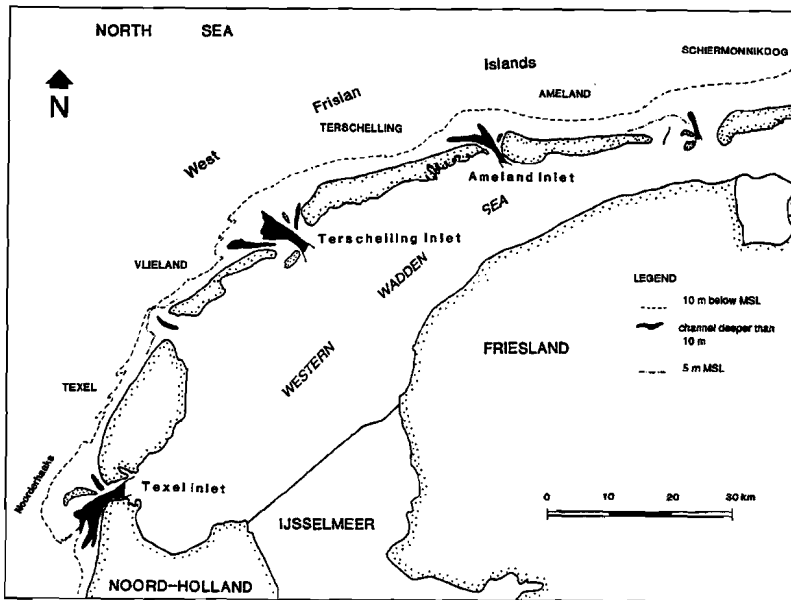 NORTH SEA
SCHIERMONNIKOOG
Islands
AMELAND
Frisian
TERSCHELLING
N
West
Ameland Inlet
SEA
Terschelling Inlet
VLIELAND
WADDEN
LEGEND
10 m below MSL
channel deeper than
10 m
5 m MSL
FRIESLAND
WESTERN
TEXEL
Noorderhaaks
Texel inlet
0 10 20 30 km
IJSSELMEER
NOORD-HOLLAND